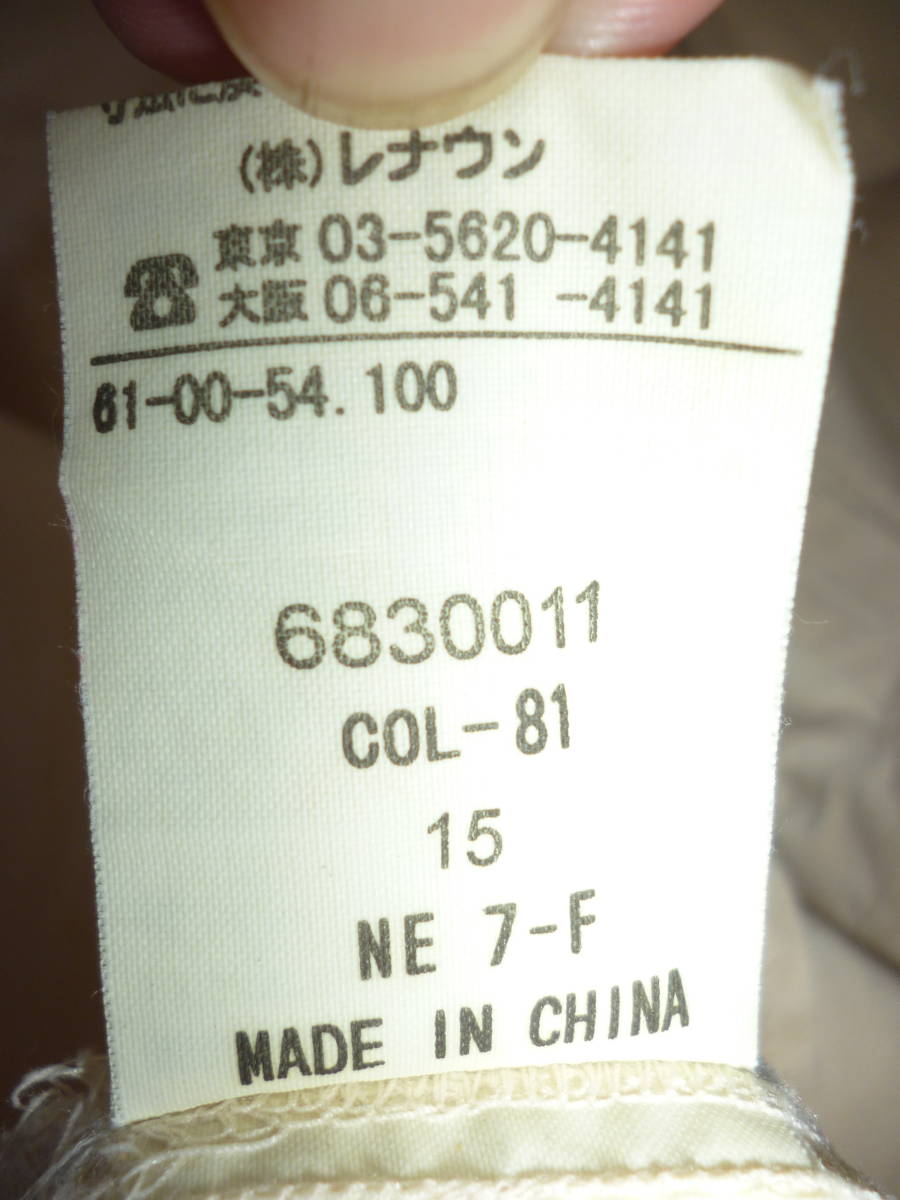 (株)レナウン
☎ 東京 03-5620-4141
大阪 06-541 -4141
61-00-54.100
6830011
COL-81
15
NE 7-F
MADE IN CHINA